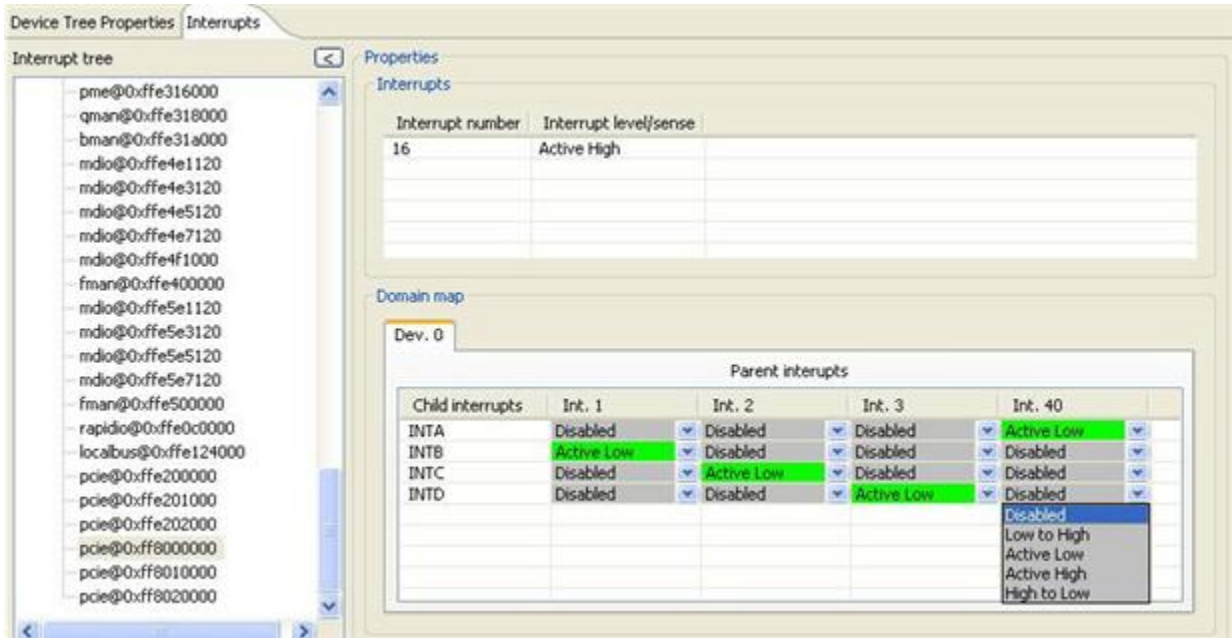 Device Tree Properties Interrupts
Interrupt tree <
pme@0xffe316000
qman@0xffe318000
bman@0xffe31a000
mdio@0xffe4e1120
mdio@0xffe4e3120
mdio@0xffe4e5120
mdio@0xffe4e7120
mdio@0xffe4f1000
fman@0xffe400000
mdio@0xffe5e1120
mdio@0xffe5e3120
mdio@0xffe5e5120
mdio@0xffe5e7120
fman@0xffe500000
rapidio@0xffe0c0000
localbus@0xffe124000
pcie@0xffe200000
pcie@0xffe201000
pcie@0xffe202000
pcie@0xff8000000
pcie@0xff8010000
pcie@0xff8020000
Properties
Interrupts
Interrupt number Interrupt level/sense
16 Active High
Domain map
Dev. 0
Parent interupts
Child interrupts Int. 1 Int. 2 Int. 3 Int. 40
INTA Disabled Disabled Disabled Active Low
INTB Active Low Disabled Disabled Disabled
INTC Disabled Active Low Disabled Disabled
INTD Disabled Disabled Active Low Disabled
Disabled
Low to High
Active Low
Active High
High to Low